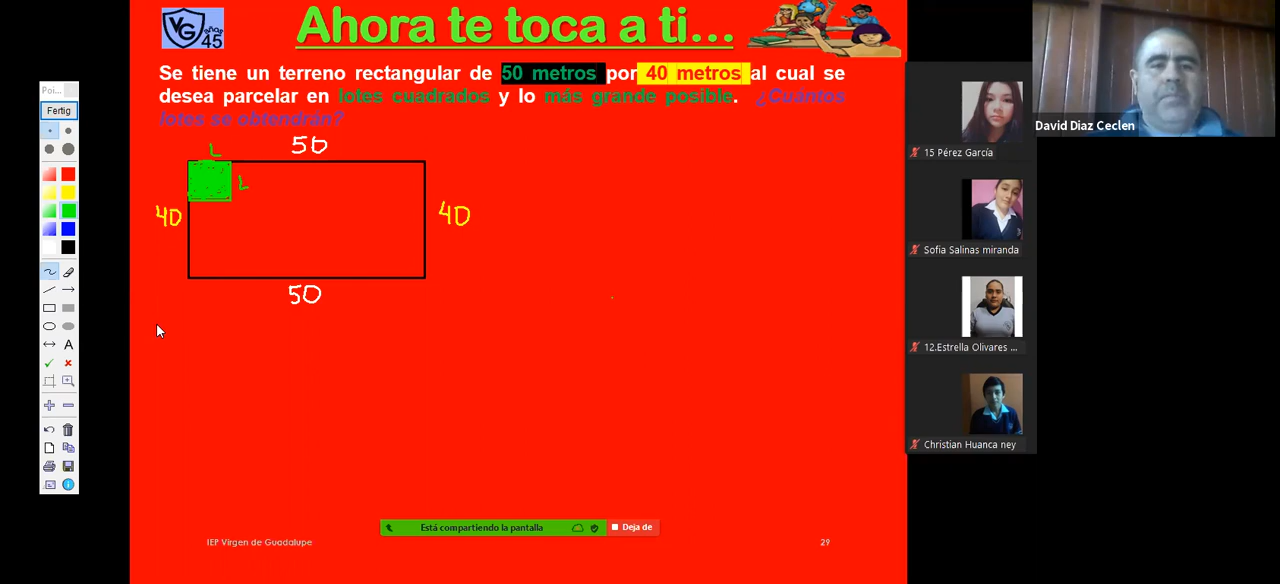 Ahora te toca a ti...
VG años 45
Se tiene un terreno rectangular de 50 metros por 40 metros al cual se
desea parcelar en lotes cuadrados y lo más grande posible. ¿Cuántos
lotes se obtendrán?
50
L
L
40
40
50
Poi...
Fertig
A
David Diaz Ceclen
15 Pérez García
Sofia Salinas miranda
12.Estrella Olivares ...
Christian Huanca ney
Está compartiendo la pantalla
Deja de
IEP Virgen de Guadalupe
29